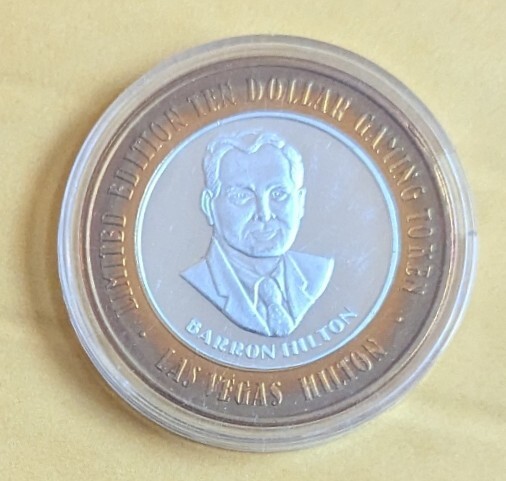 · LIMITED EDITION TEN DOLLAR GAMING TOKEN ·
BARRON HILTON
LAS VEGAS HILTON